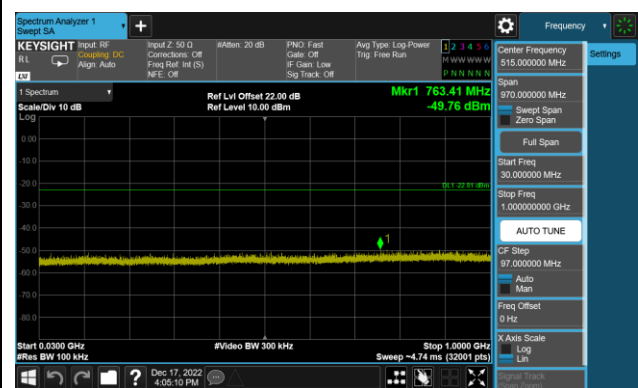 Spectrum Analyzer 1
Swept SA
Frequency
KEYSIGHT
RL
LXI
Input: RF
Coupling: DC
Align: Auto
Input Z: 50 Ω
Corrections: Off
Freq Ref: Int (S)
NFE: Off
#Atten: 20 dB
PNO: Fast
Gate: Off
IF Gain: Low
Sig Track: Off
Avg Type: Log-Power
Trig: Free Run
1 2 3 4 5 6
M W W W W W
P N N N N N
Center Frequency
515.000000 MHz
Settings
1 Spectrum
Scale/Div 10 dB
Log
Ref Lvl Offset 22.00 dB
Ref Level 10.00 dBm
Mkr1 763.41 MHz
-49.76 dBm
Span
970.000000 MHz
Swept Span
Zero Span
Full Span
Start Freq
30.000000 MHz
Stop Freq
1.000000000 GHz
AUTO TUNE
CF Step
97.000000 MHz
Auto
Man
Freq Offset
0 Hz
X Axis Scale
Log
Lin
Signal Track
(Span Zoom)
0.00
-10.0
-20.0
DL1 -22.81 dBm
-30.0
-40.0
1
-50.0
-60.0
-70.0
-80.0
Start 0.0300 GHz
#Res BW 100 kHz
#Video BW 300 kHz
Stop 1.0000 GHz
Sweep ~4.74 ms (32001 pts)
?
Dec 17, 2022
4:05:10 PM